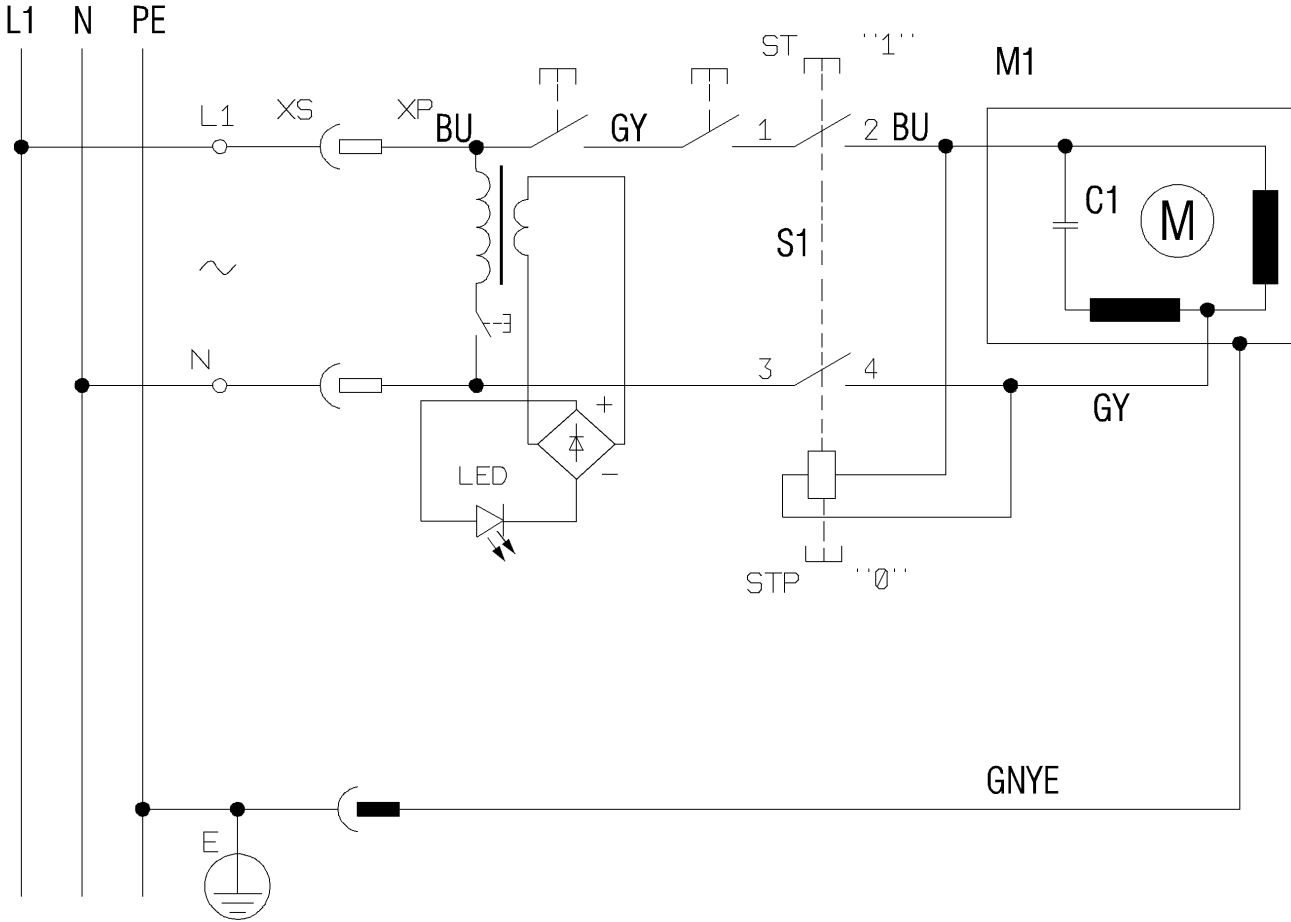 L1 N PE
ST ''1''
M1
L1 XS XP BU GY 1 2 BU
C1 M
S1
N 3 4
GY
+
LED −
STP ''0''
GNYE
E